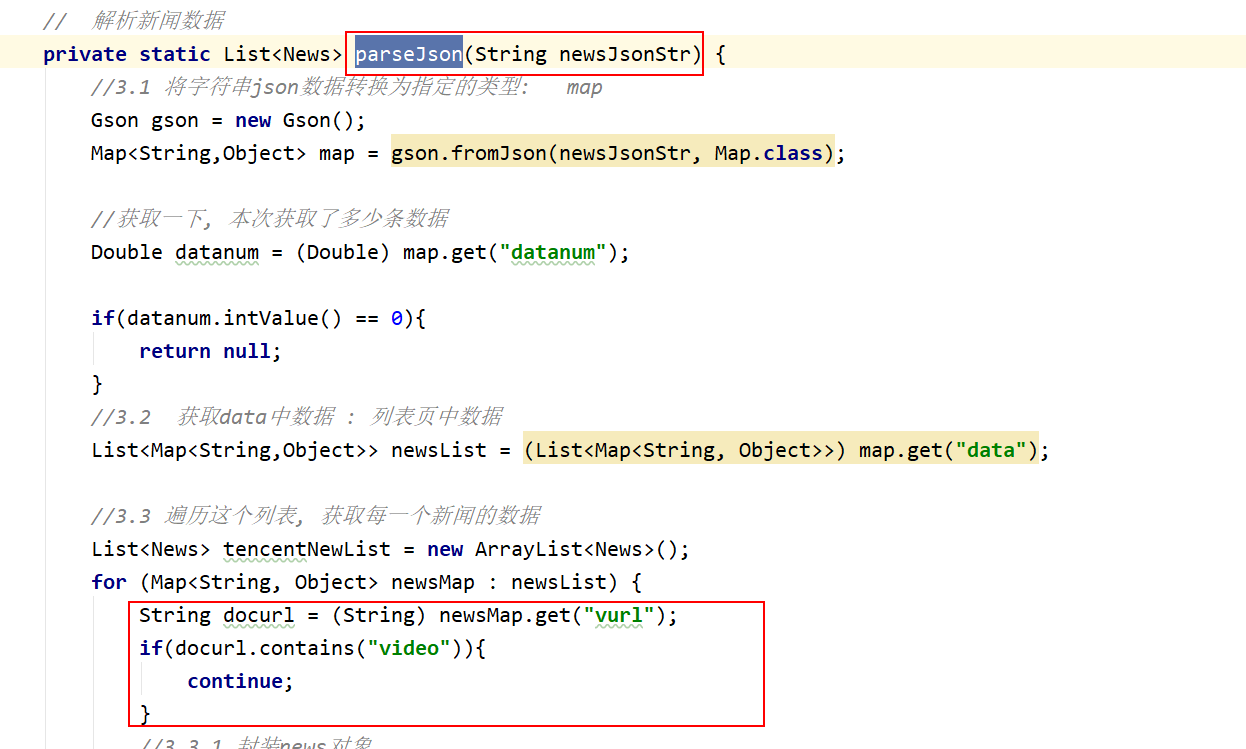 //  解析新闻数据
private static List<News> parseJson(String newsJsonStr) {
//3.1 将字符串json数据转换为指定的类型:   map
Gson gson = new Gson();
Map<String,Object> map = gson.fromJson(newsJsonStr, Map.class);
//获取一下, 本次获取了多少条数据
Double datanum = (Double) map.get("datanum");
if(datanum.intValue() == 0){
return null;
}
//3.2  获取data中数据 : 列表页中数据
List<Map<String,Object>> newsList = (List<Map<String, Object>>) map.get("data");
//3.3 遍历这个列表, 获取每一个新闻的数据
List<News> tencentNewList = new ArrayList<News>();
for (Map<String, Object> newsMap : newsList) {
String docurl = (String) newsMap.get("vurl");
if(docurl.contains("video")){
continue;
}
//3.3.1 封装news对象